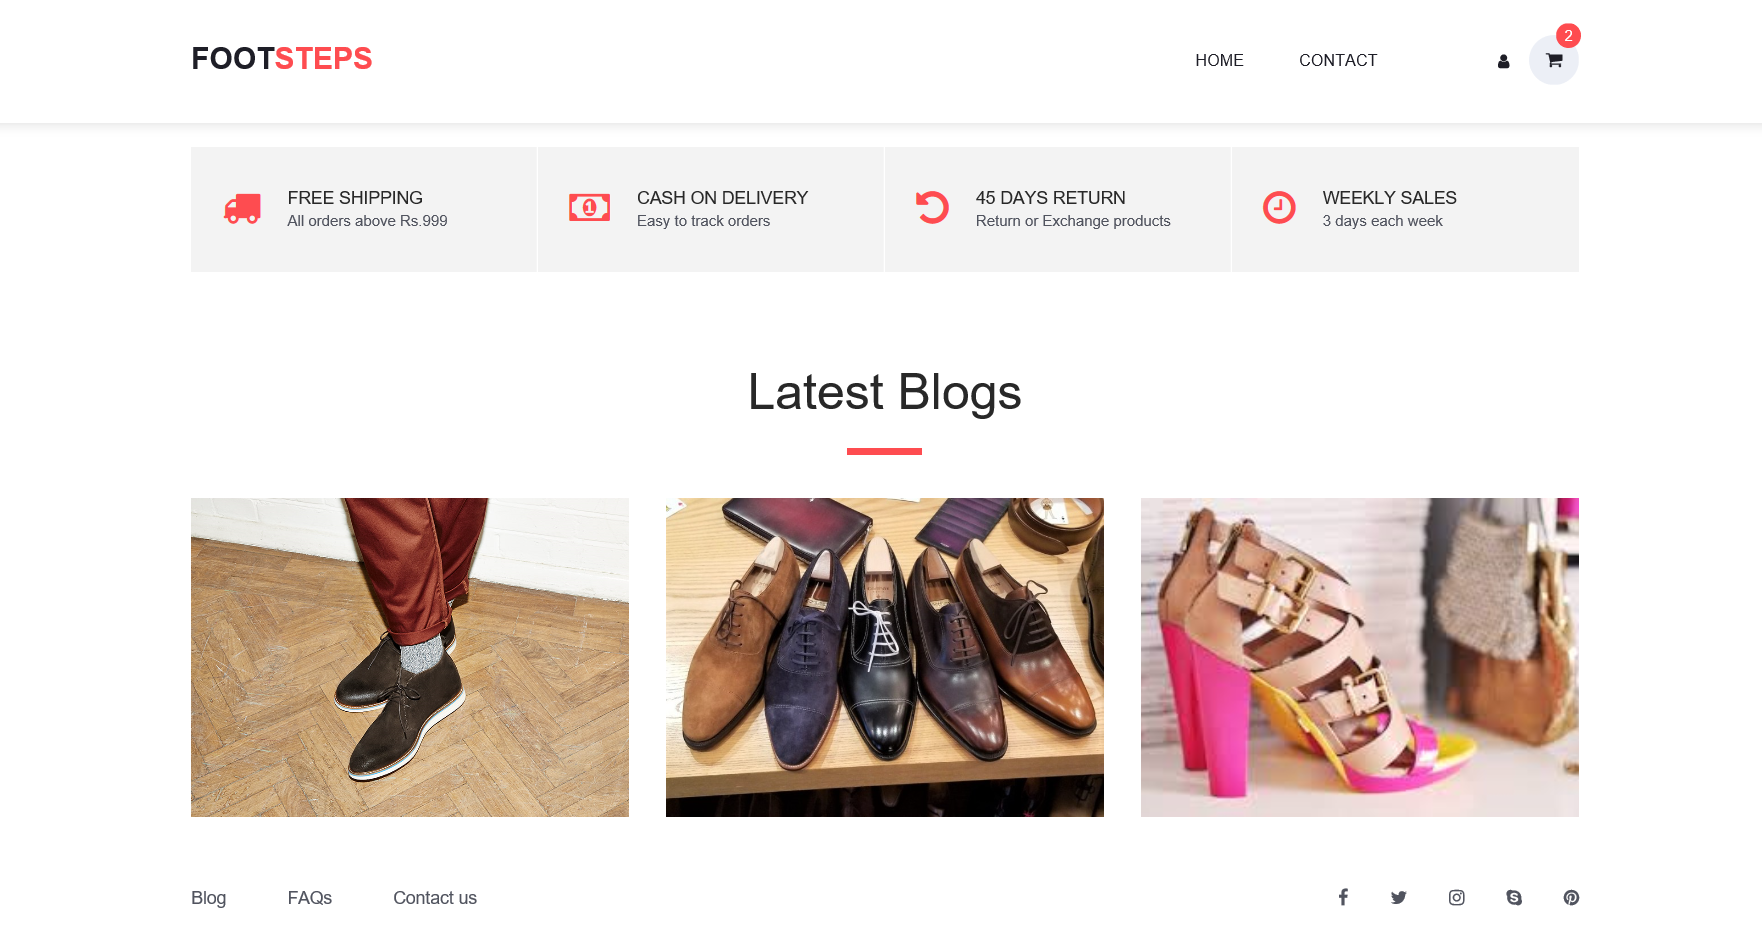 FOOTSTEPS
HOME CONTACT
2
FREE SHIPPING
All orders above Rs.999
CASH ON DELIVERY
Easy to track orders
45 DAYS RETURN
Return or Exchange products
WEEKLY SALES
3 days each week
Latest Blogs
Blog FAQs Contact us